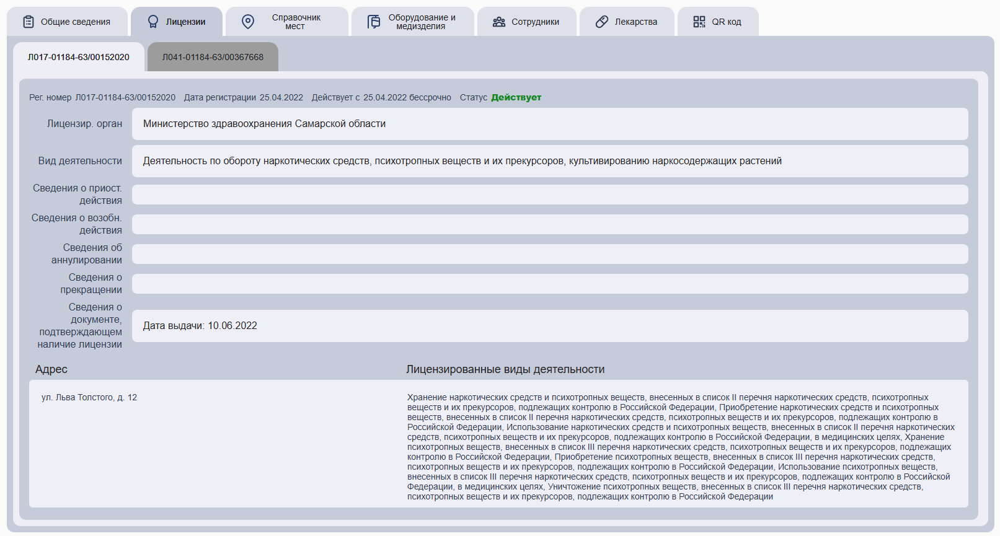 Общие сведения
Лицензии
Справочник мест
Оборудование и медизделия
Сотрудники
Лекарства
QR код
Л017-01184-63/00152020
Л041-01184-63/00367668
Рег. номер Л017-01184-63/00152020 Дата регистрации 25.04.2022 Действует с 25.04.2022 бессрочно Статус Действует
Лицензир. орган
Министерство здравоохранения Самарской области
Вид деятельности
Деятельность по обороту наркотических средств, психотропных веществ и их прекурсоров, культивированию наркосодержащих растений
Сведения о приост.
действия
Сведения о возобн.
действия
Сведения об
аннулировании
Сведения о
прекращении
Сведения о
документе,
подтверждающем
наличие лицензии
Дата выдачи: 10.06.2022
Адрес
Лицензированные виды деятельности
ул. Льва Толстого, д. 12
Хранение наркотических средств и психотропных веществ, внесенных в список II перечня наркотических средств, психотропных
веществ и их прекурсоров, подлежащих контролю в Российской Федерации, Приобретение наркотических средств и психотропных
веществ, внесенных в список II перечня наркотических средств, психотропных веществ и их прекурсоров, подлежащих контролю в
Российской Федерации, Использование наркотических средств и психотропных веществ, внесенных в список II перечня наркотических
средств, психотропных веществ и их прекурсоров, подлежащих контролю в Российской Федерации, в медицинских целях, Хранение
психотропных веществ, внесенных в список III перечня наркотических средств, психотропных веществ и их прекурсоров, подлежащих
контролю в Российской Федерации, Приобретение психотропных веществ, внесенных в список III перечня наркотических средств,
психотропных веществ и их прекурсоров, подлежащих контролю в Российской Федерации, Использование психотропных веществ,
внесенных в список III перечня наркотических средств, психотропных веществ и их прекурсоров, подлежащих контролю в Российской
Федерации, в медицинских целях, Уничтожение психотропных веществ, внесенных в список III перечня наркотических средств,
психотропных веществ и их прекурсоров, подлежащих контролю в Российской Федерации